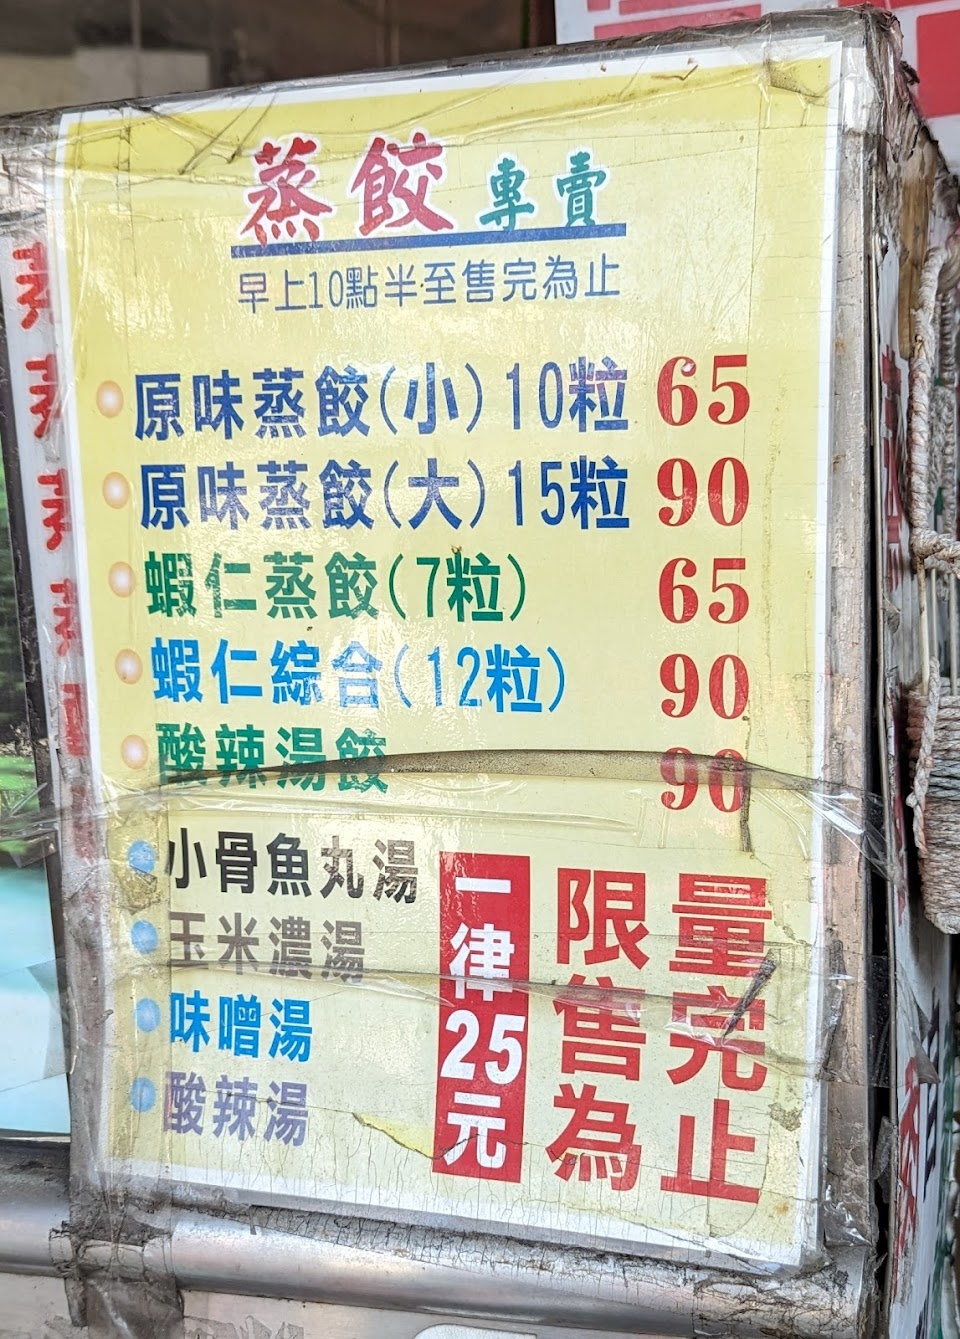 蒸餃專賣
早上10點半至售完為止
原味蒸餃(小)10粒 65
原味蒸餃(大)15粒 90
蝦仁蒸餃(7粒) 65
蝦仁綜合(12粒) 90
酸辣湯餃 90
小骨魚丸湯
玉米濃湯
味噌湯
酸辣湯
一律25元
限量
售完
為止